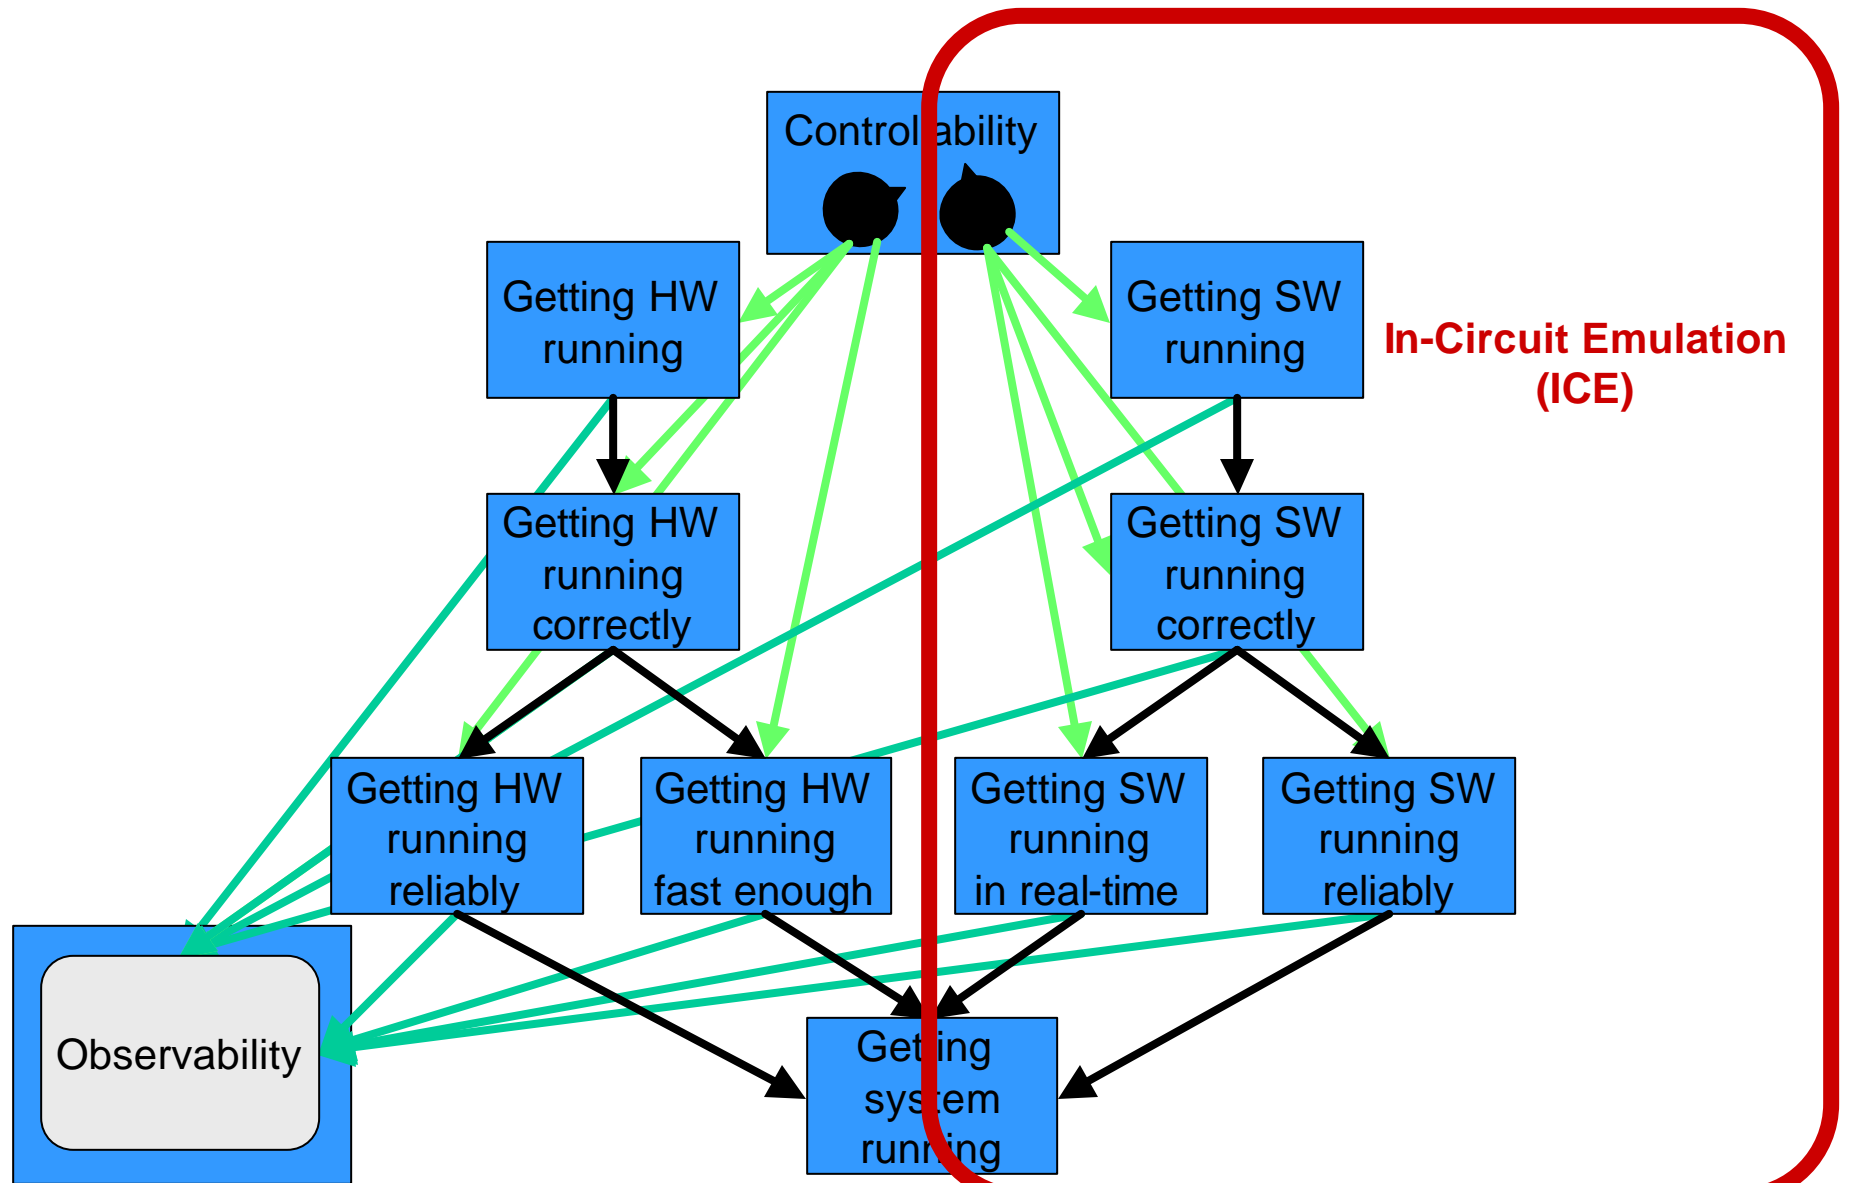 Controllability
Getting HW
running
Getting SW
running
In-Circuit Emulation
(ICE)
Getting HW
running
correctly
Getting SW
running
correctly
Getting HW
running
reliably
Getting HW
running
fast enough
Getting SW
running
in real-time
Getting SW
running
reliably
Observability
Getting
system
running